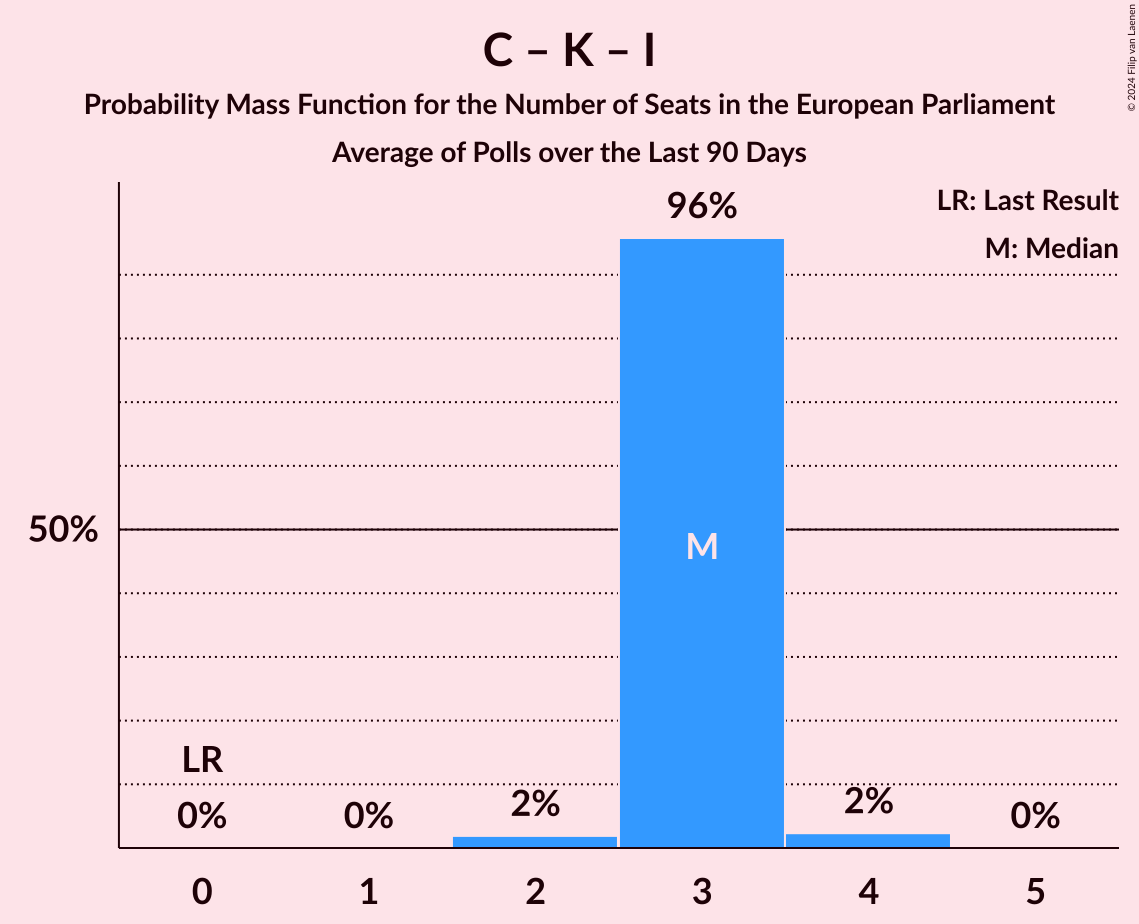 C – K – I
Probability Mass Function for the Number of Seats in the European Parliament
Average of Polls over the Last 90 Days
© 2024 Filip van Laenen
LR: Last Result
M: Median
96%
50%
M
LR
0%
0%
2%
2%
0%
0
1
2
3
4
5